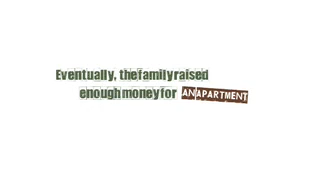 Eventually, the family raised
enough money for AN APARTMENT